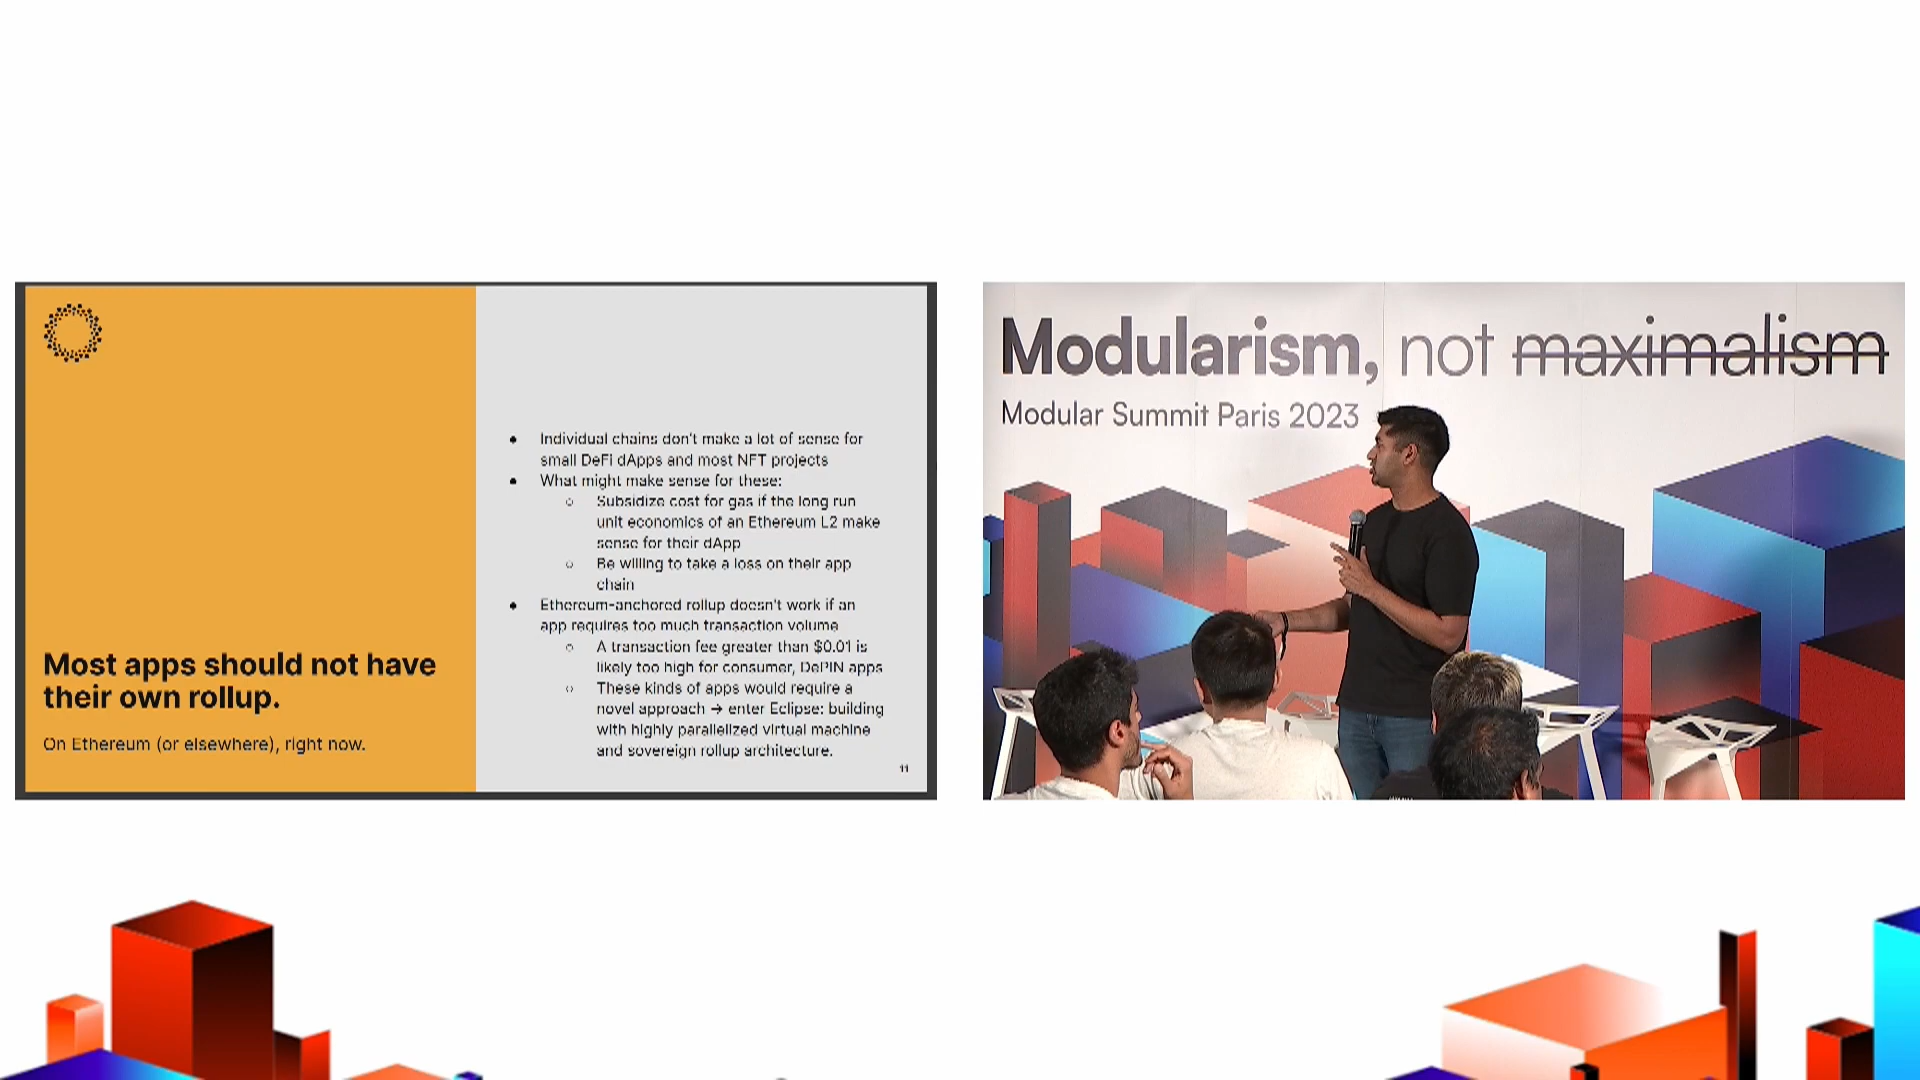 Most apps should not have
their own rollup.
On Ethereum (or elsewhere), right now.
● Individual chains don't make a lot of sense for
small DeFi dApps and most NFT projects
● What might make sense for these:
○ Subsidize cost for gas if the long run
unit economics of an Ethereum L2 make
sense for their dApp
○ Be willing to take a loss on their app
chain
● Ethereum-anchored rollup doesn't work if an
app requires too much transaction volume
○ A transaction fee greater than $0.01 is
likely too high for consumer, DePIN apps
○ These kinds of apps would require a
novel approach → enter Eclipse: building
with highly parallelized virtual machine
and sovereign rollup architecture.
11
Modularism, not maximalism
Modular Summit Paris 2023